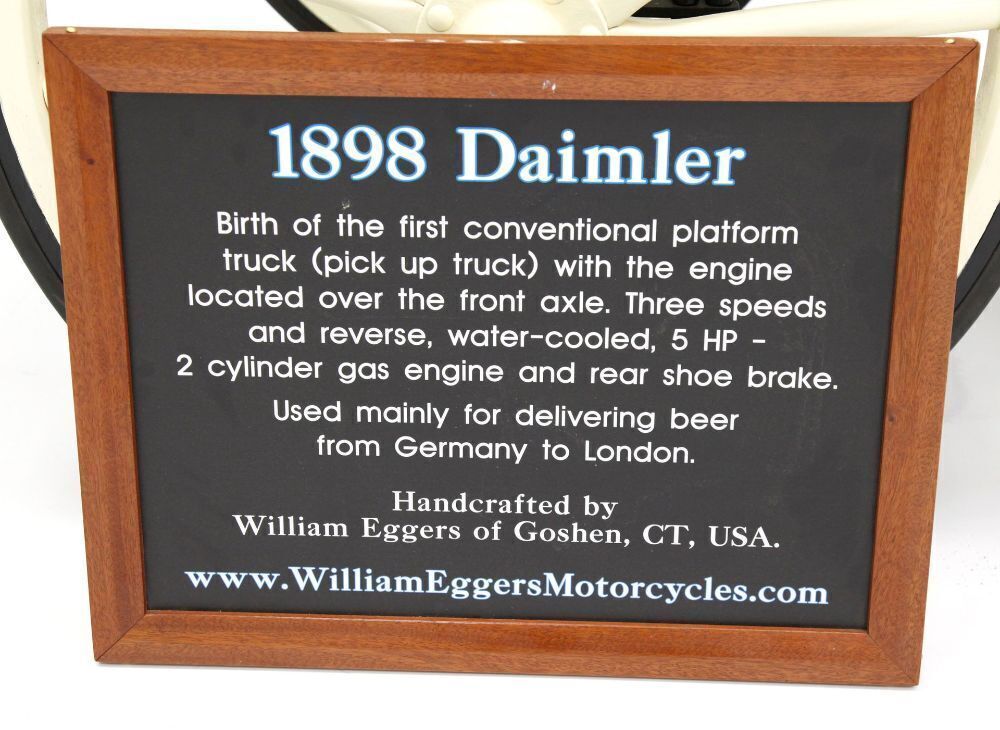 1898 Daimler
Birth of the first conventional platform
truck (pick up truck) with the engine
located over the front axle. Three speeds
and reverse, water-cooled, 5 HP -
2 cylinder gas engine and rear shoe brake.
Used mainly for delivering beer
from Germany to London.
Handcrafted by
William Eggers of Goshen, CT, USA.
www.WilliamEggersMotorcycles.com